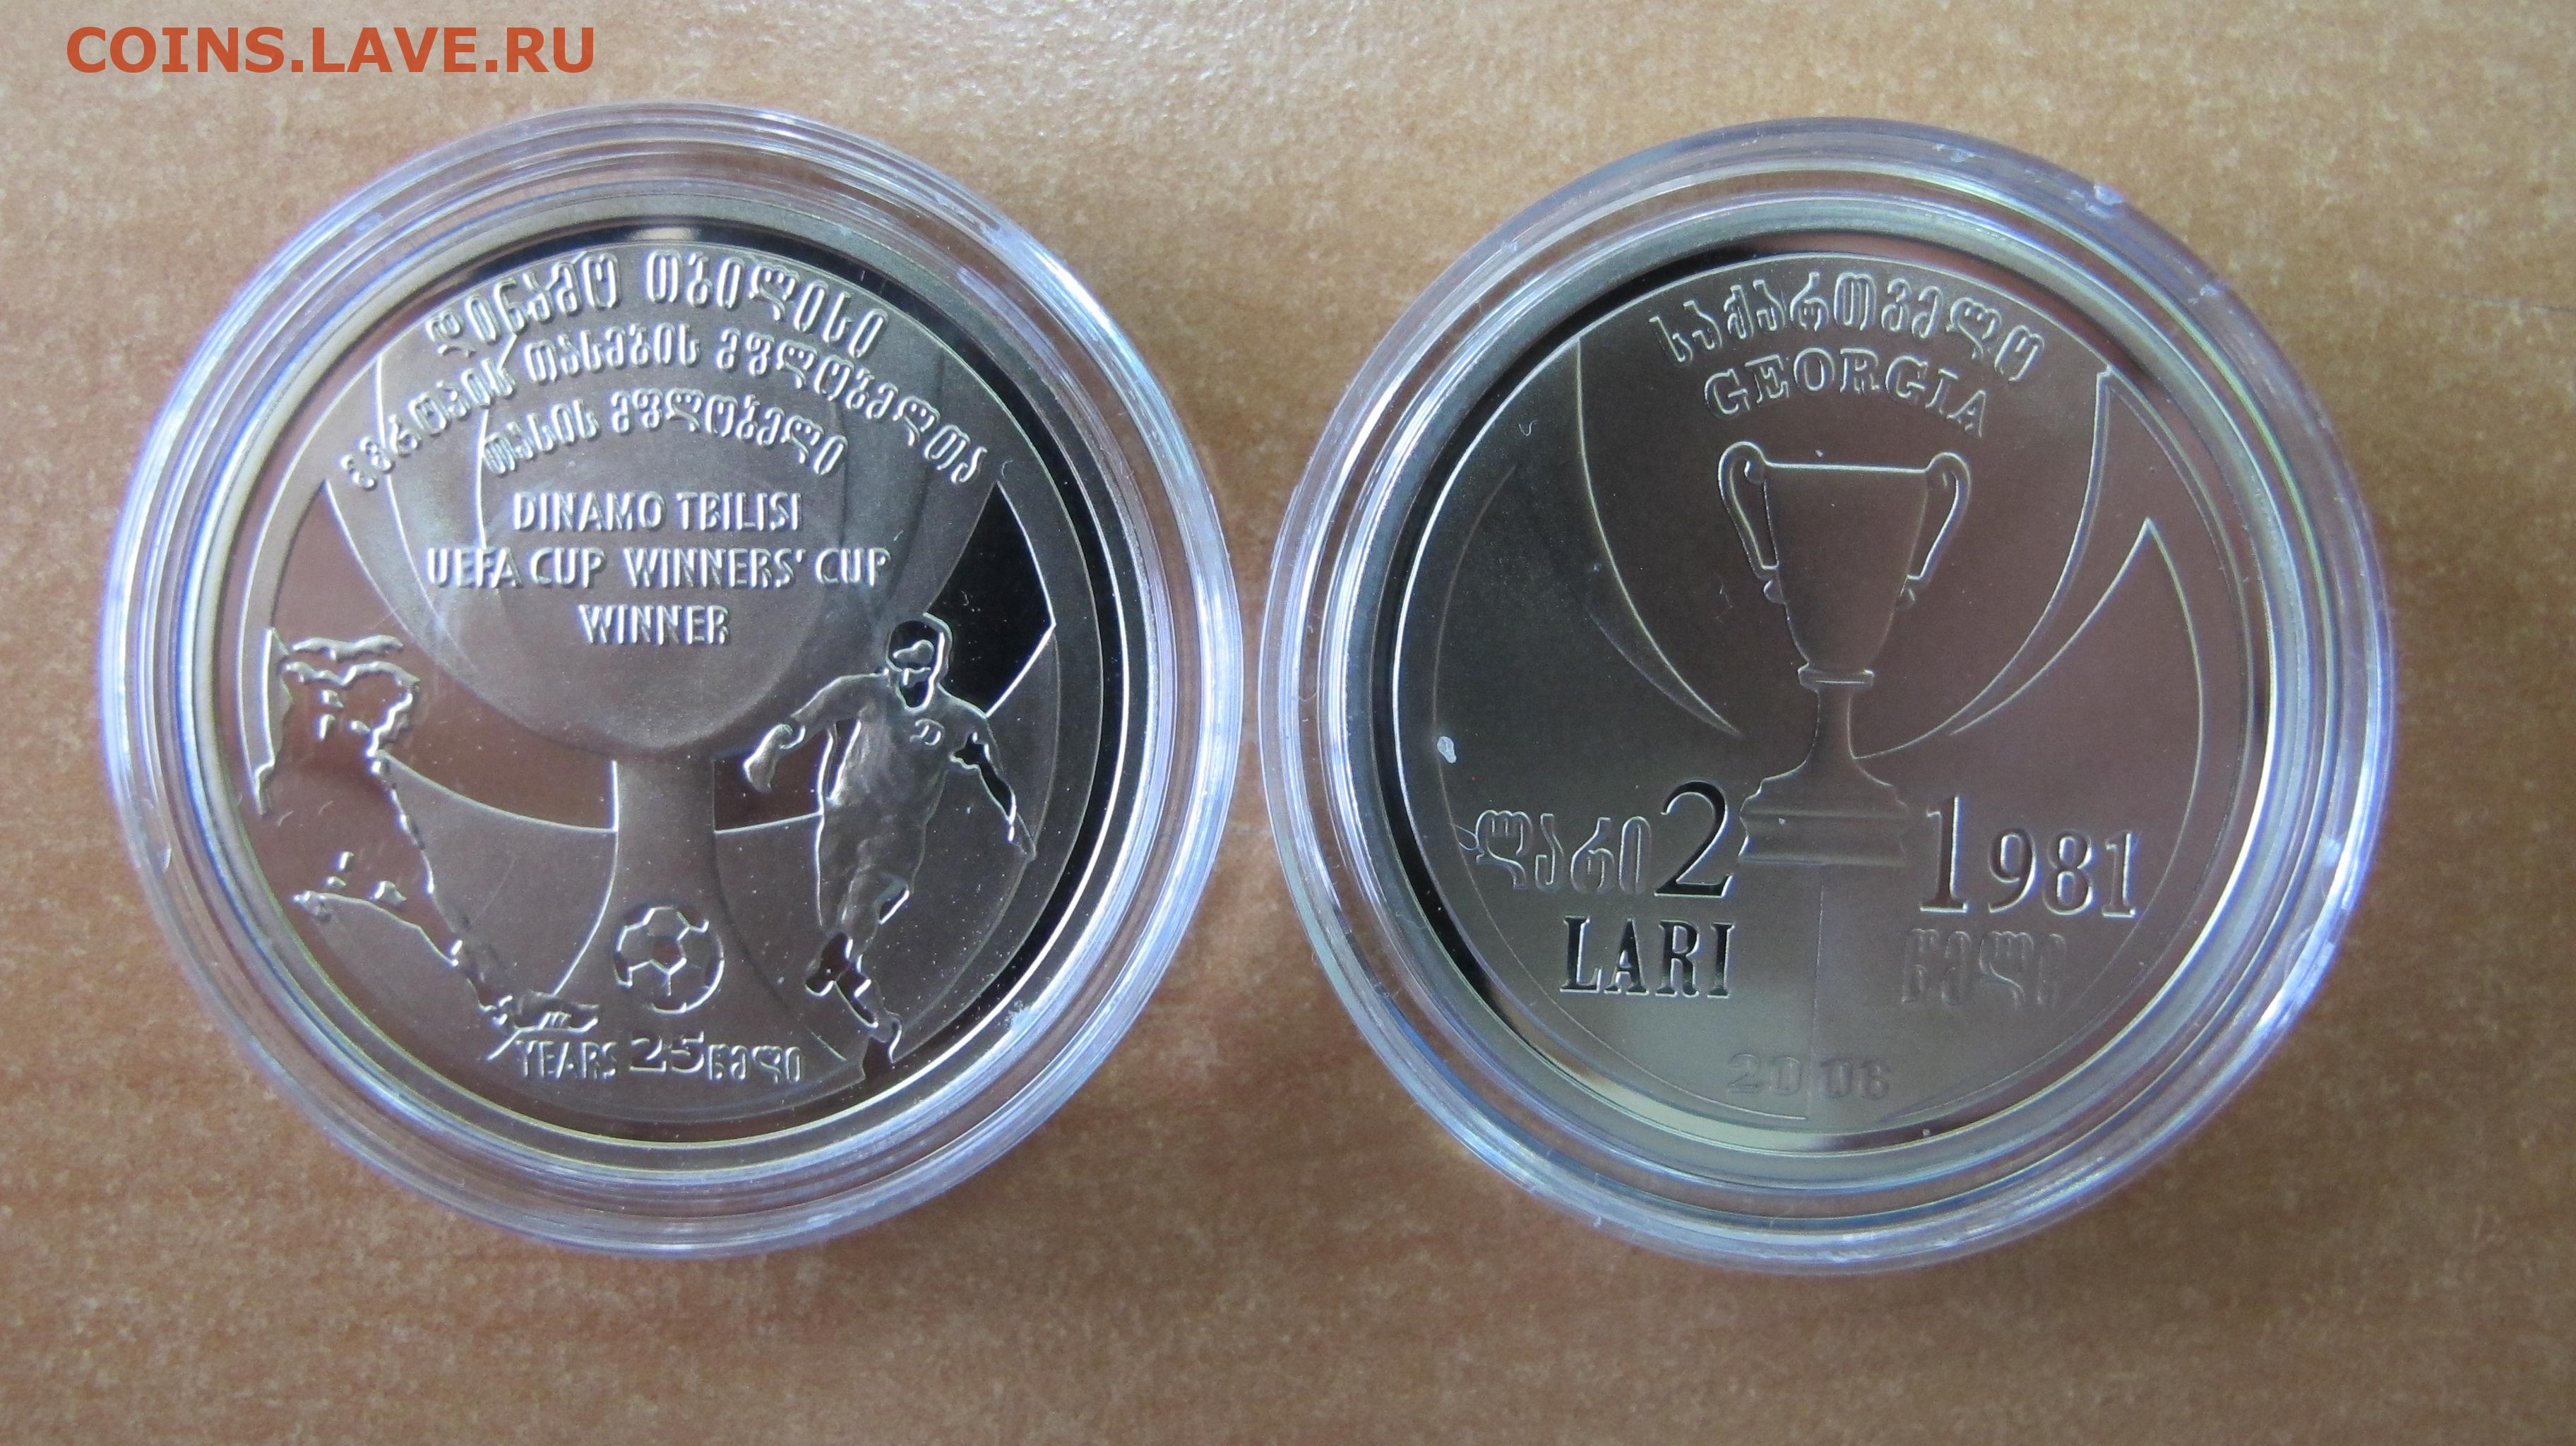 COINS.LAVE.RU
დინამო თბილისი
ევროპის თასების მფლობელთა
თასის მფლობელი
DINAMO TBILISI
UEFA CUP WINNERS' CUP
WINNER
YEARS 25 წელი
საქართველო
GEORGIA
ლარი 2
LARI
1981
წელი
2006